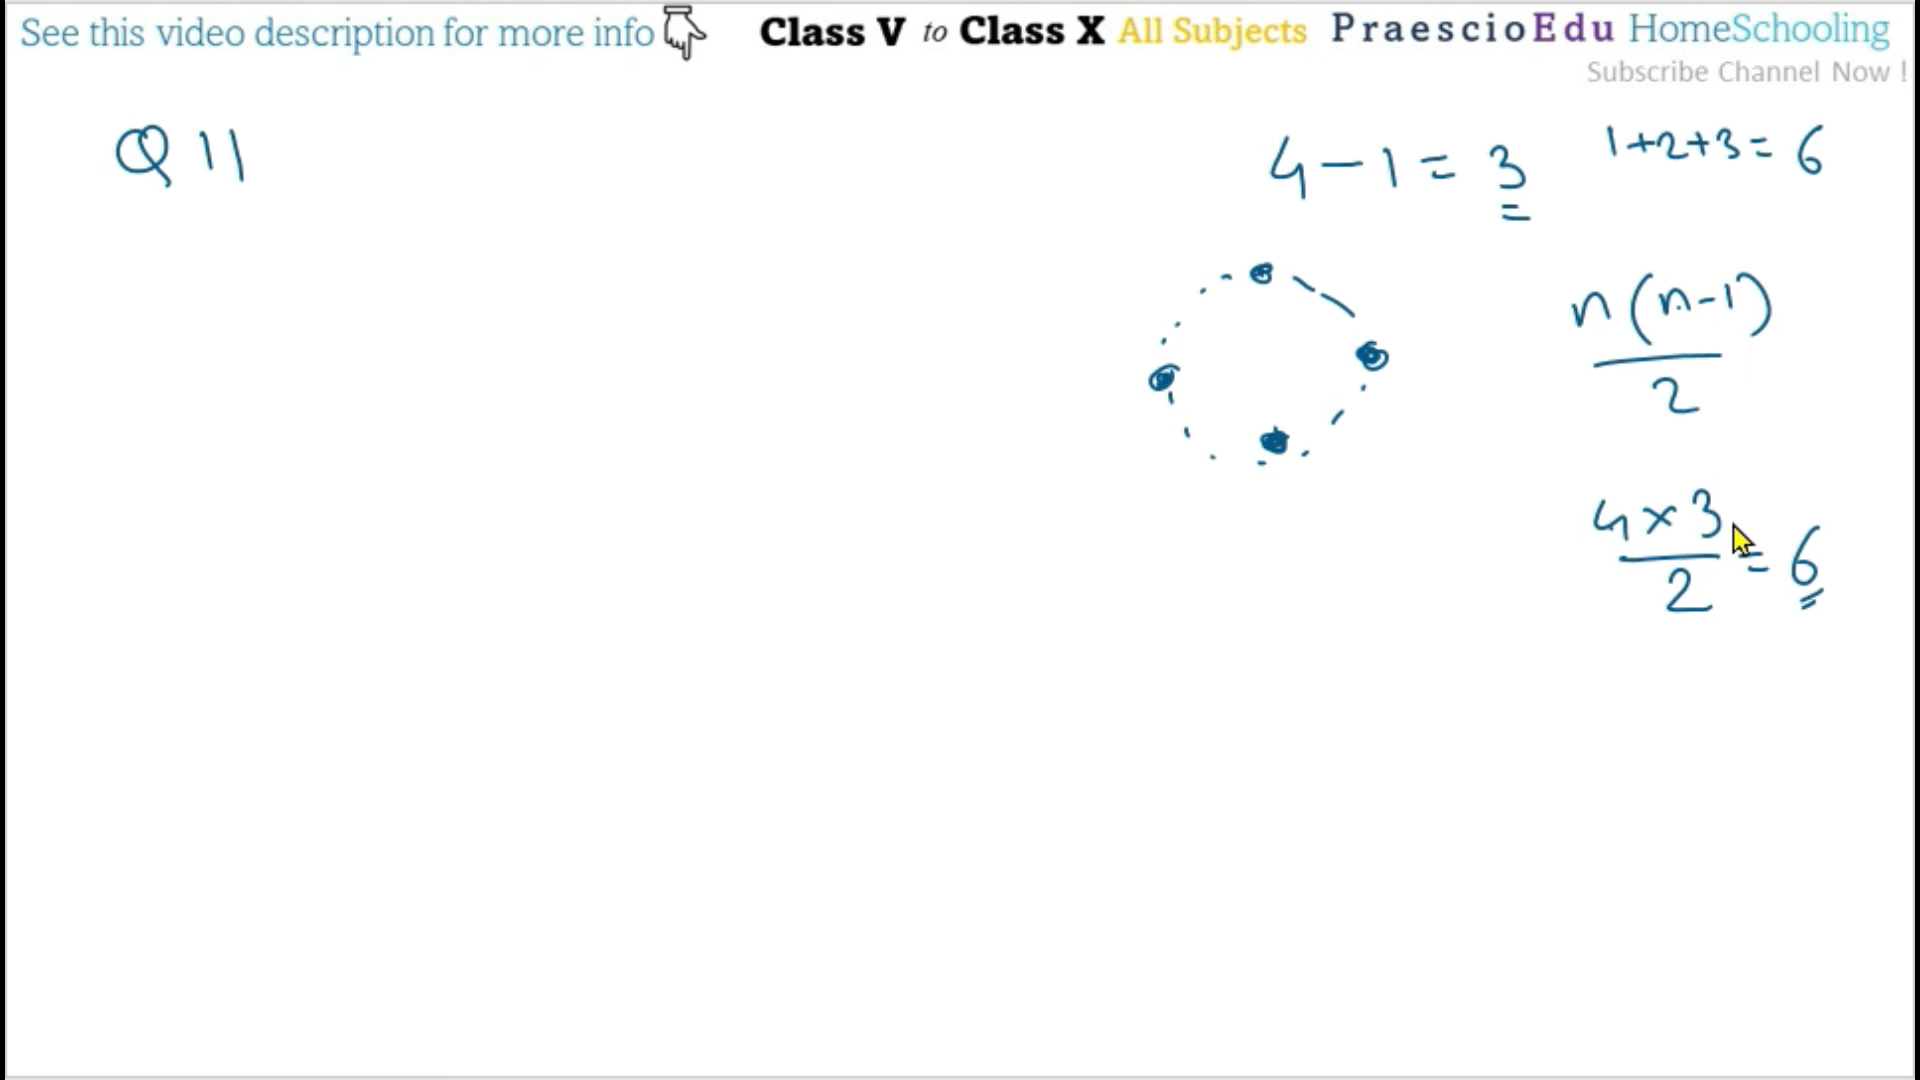 See this video description for more info Class V to Class X All Subjects PraescioEdu HomeSchooling
Subscribe Channel Now !
Q 11
4 - 1 = 3
1+2+3 = 6
n(n-1)
2
4 × 3
2
= 6